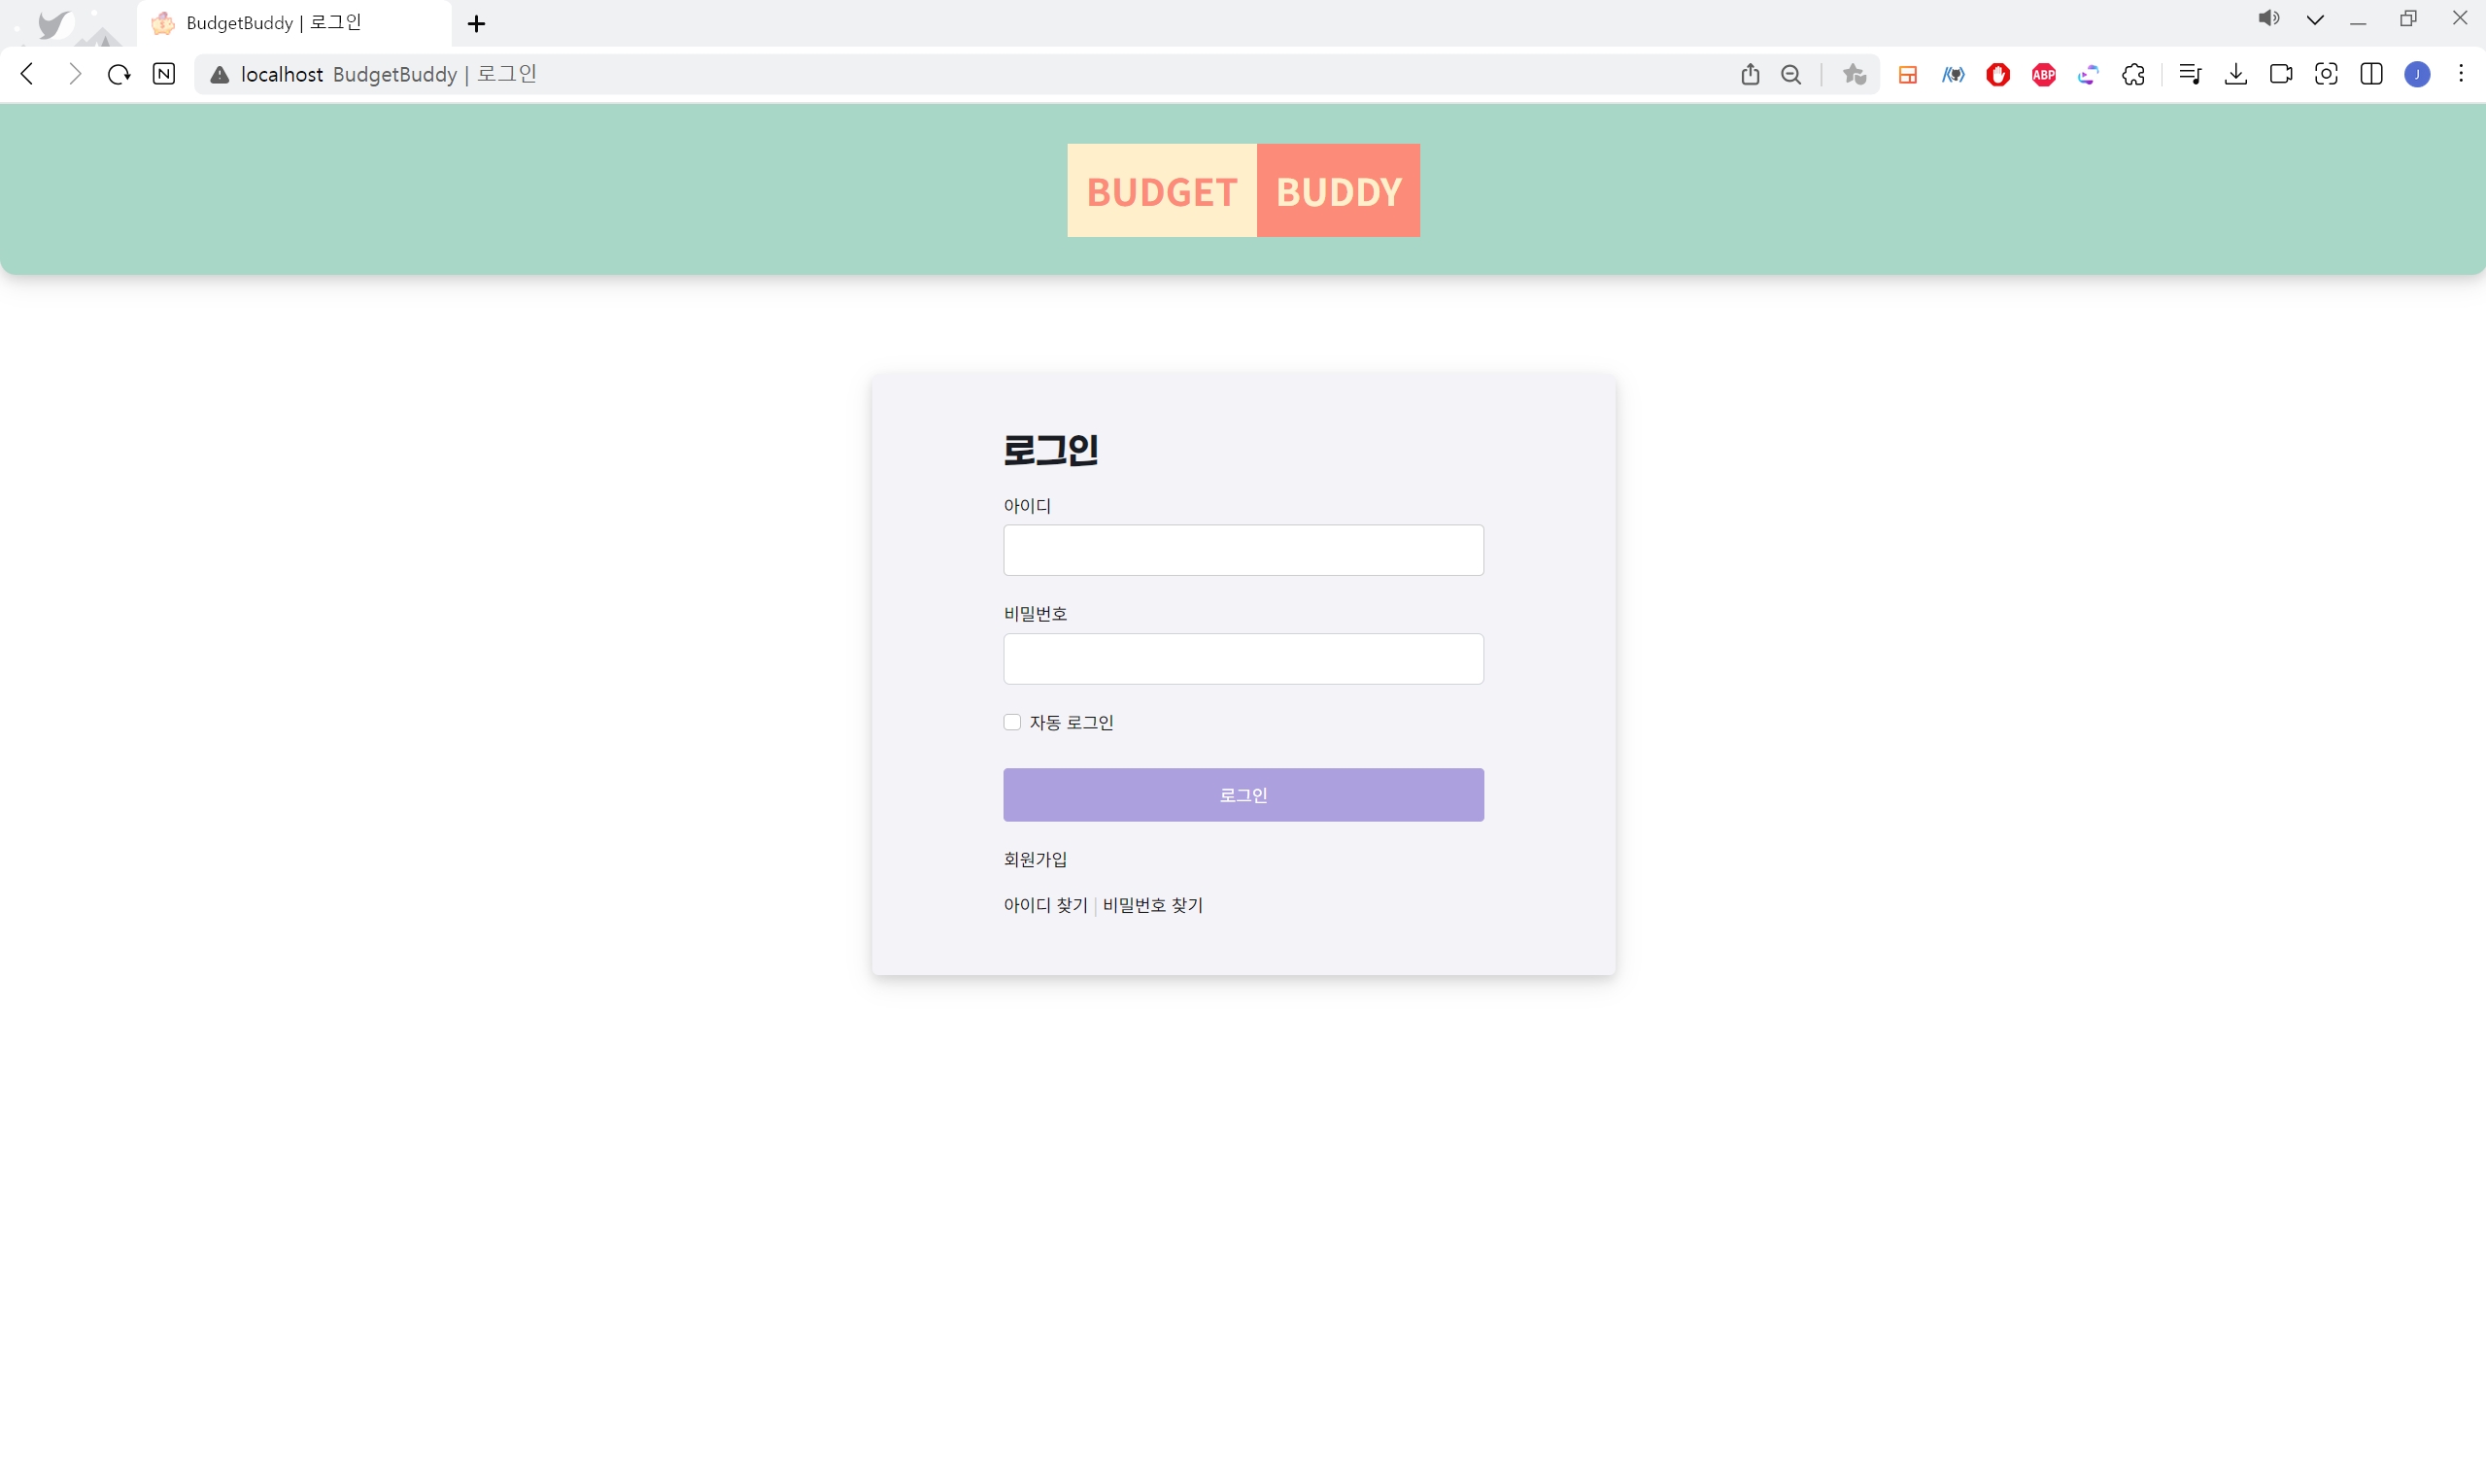 BudgetBuddy | 로그인
localhost BudgetBuddy | 로그인
ABP
J
BUDGET BUDDY
로그인
아이디
비밀번호
자동 로그인
로그인
회원가입
아이디 찾기 | 비밀번호 찾기